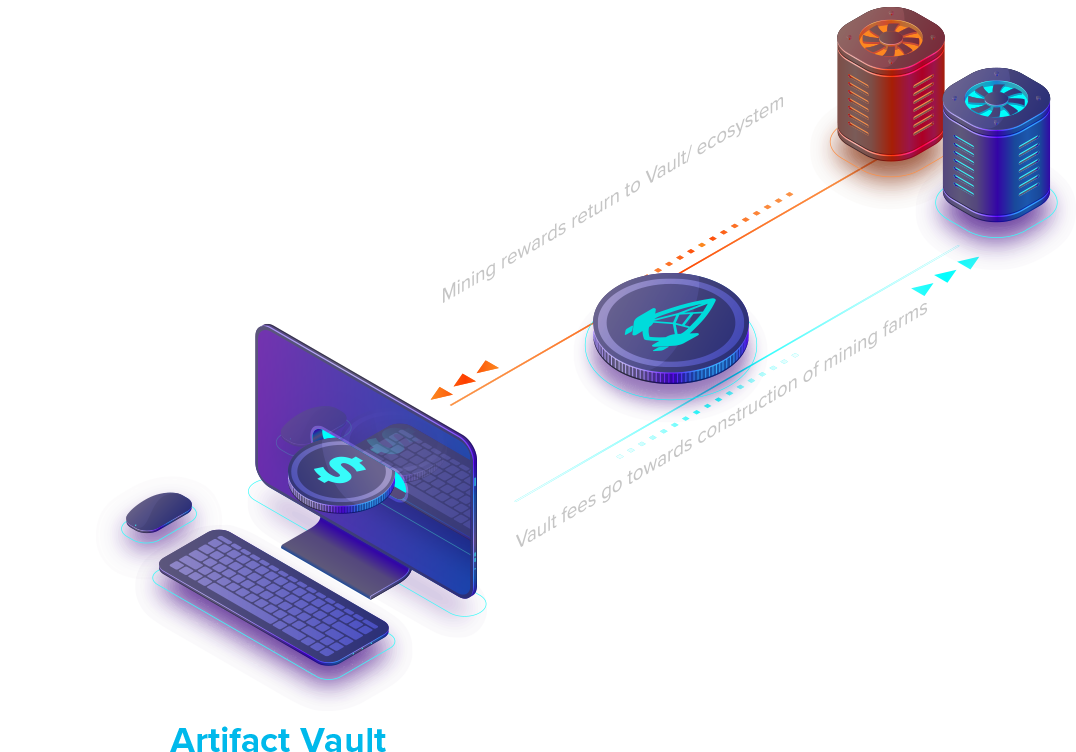 Mining rewards return to Vault/ ecosystem
Vault fees go towards construction of mining farms
$
Artifact Vault